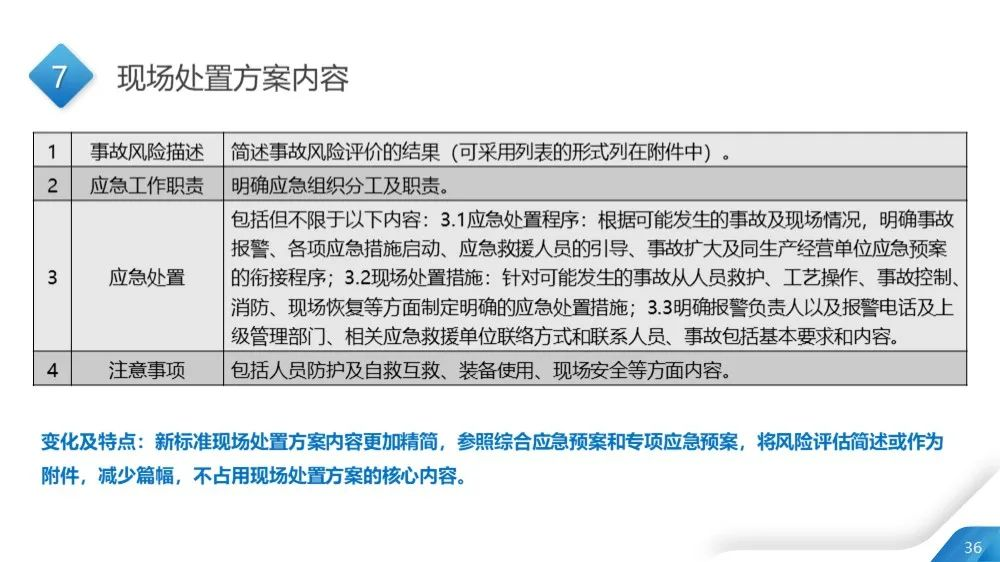 7
现场处置方案内容
1 事故风险描述 简述事故风险评价的结果（可采用列表的形式列在附件中）。
2 应急工作职责 明确应急组织分工及职责。
包括但不限于以下内容：3.1应急处置程序：根据可能发生的事故及现场情况，明确事故
报警、各项应急措施启动、应急救援人员的引导、事故扩大及同生产经营单位应急预案
3 应急处置 的衔接程序；3.2现场处置措施：针对可能发生的事故从人员救护、工艺操作、事故控制、
消防、现场恢复等方面制定明确的应急处置措施；3.3明确报警负责人以及报警电话及上
级管理部门、相关应急救援单位联络方式和联系人员、事故包括基本要求和内容。
4 注意事项 包括人员防护及自救互救、装备使用、现场安全等方面内容。
变化及特点：新标准现场处置方案内容更加精简，参照综合应急预案和专项应急预案，将风险评估简述或作为
附件，减少篇幅，不占用现场处置方案的核心内容。
36